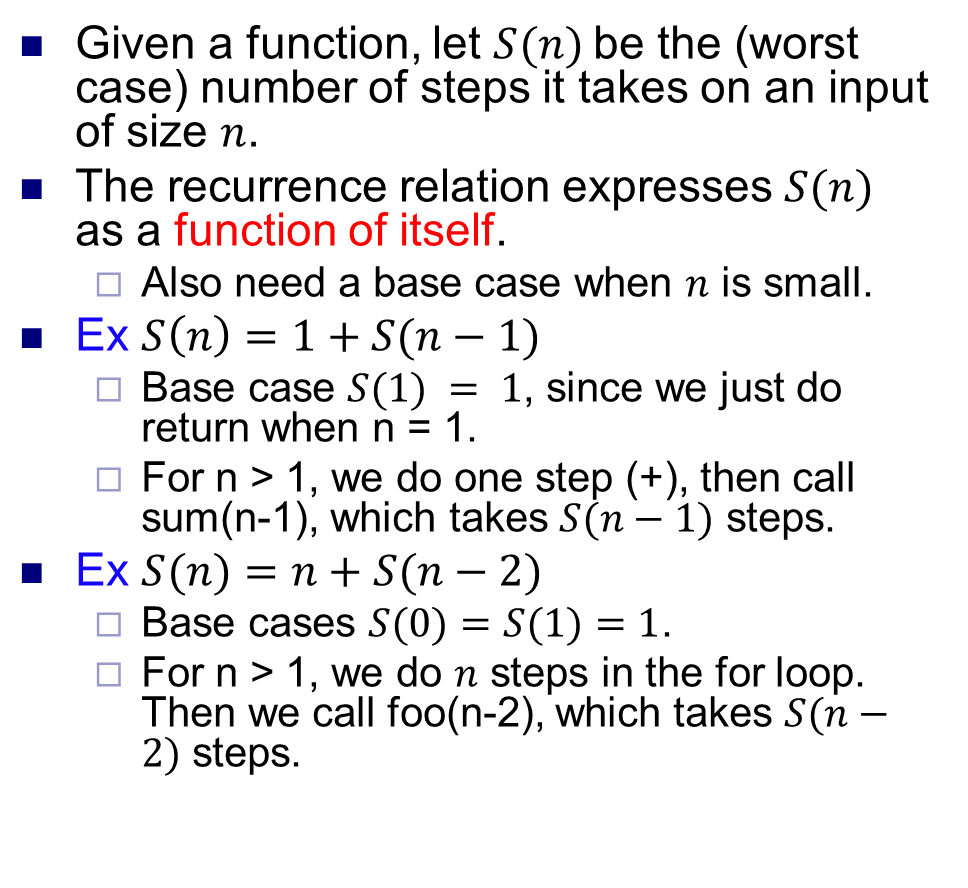 Given a function, let S(n) be the (worst
case) number of steps it takes on an input
of size n.
The recurrence relation expresses S(n)
as a function of itself.
Also need a base case when n is small.
Ex S(n) = 1 + S(n − 1)
Base case S(1) = 1, since we just do
return when n = 1.
For n > 1, we do one step (+), then call
sum(n-1), which takes S(n − 1) steps.
Ex S(n) = n + S(n − 2)
Base cases S(0) = S(1) = 1.
For n > 1, we do n steps in the for loop.
Then we call foo(n-2), which takes S(n −
2) steps.